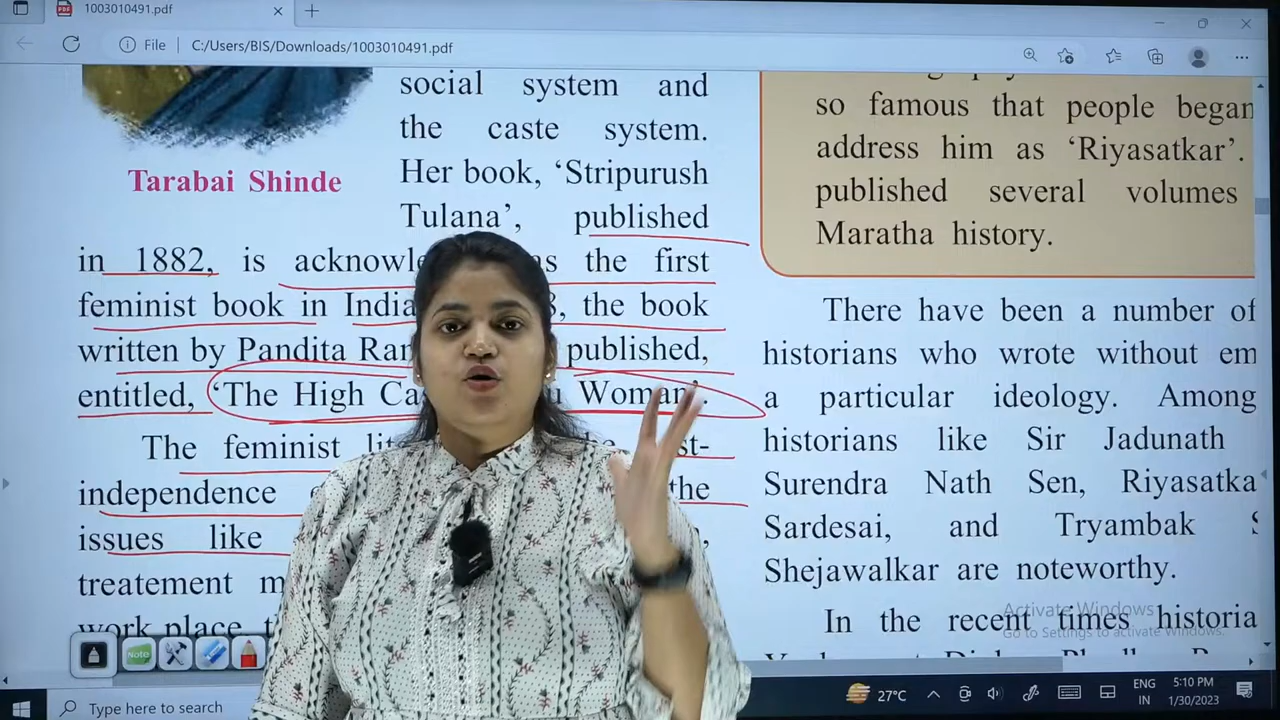 1003010491.pdf
File
C:/Users/BIS/Downloads/1003010491.pdf
social system and
the caste system.
Her book, ‘Stripurush
Tulana’, published
Tarabai Shinde
in 1882, is as the first
feminist book in the book
written by Pandita published,
entitled, ‘The High
The feminist
independence the
issues like
so famous that people began
address him as ‘Riyasatkar’.
published several volumes
Maratha history.
There have been a number of
historians who wrote without
a particular ideology. Among
historians like Sir Jadunath
Surendra Nath Sen,
Sardesai, and Tryambak
Shejawalkar are noteworthy.
In the recent times
Activate Windows
Go to Settings to activate Windows.
Note
Type here to search
27°C
ENG
IN
5:10 PM
1/30/2023